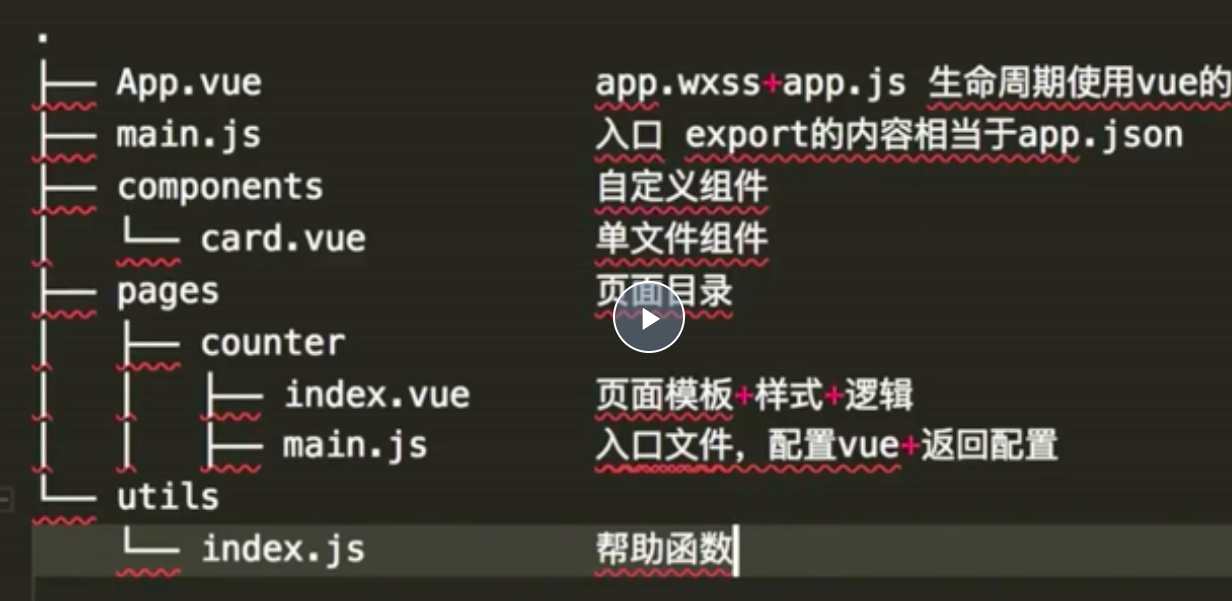 .
├── App.vue app.wxss+app.js 生命周期使用vue的
├── main.js 入口 export的内容相当于app.json
├── components 自定义组件
│   └── card.vue 单文件组件
├── pages 页面目录
│   ├── counter
│   │   ├── index.vue 页面模板+样式+逻辑
│   │   ├── main.js 入口文件，配置vue+返回配置
└── utils
    └── index.js 帮助函数